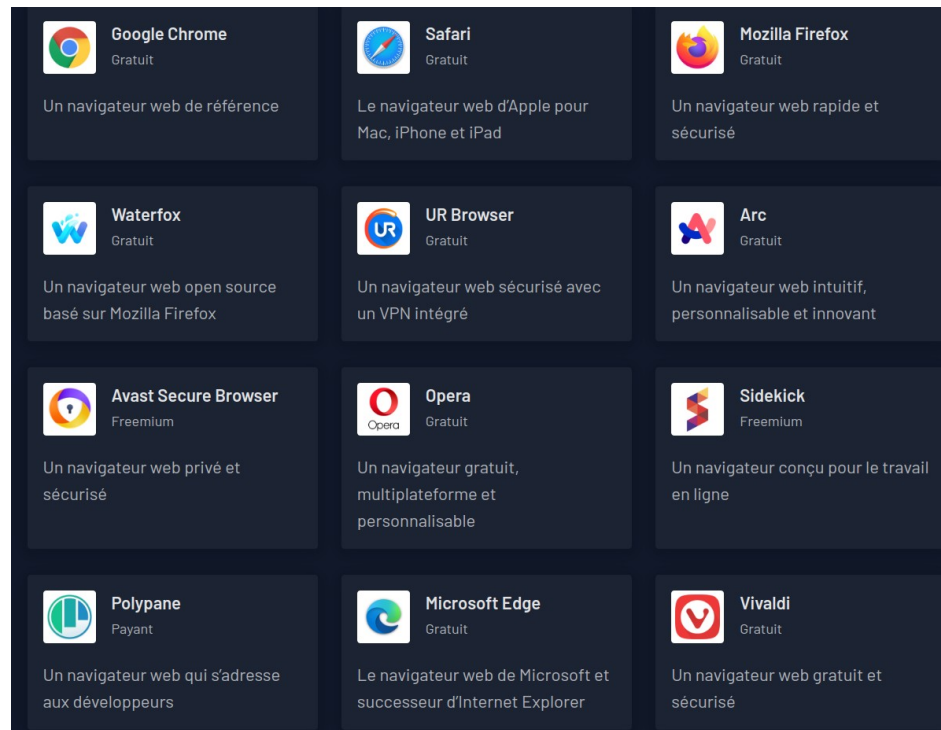 Google Chrome
Gratuit
Un navigateur web de référence
Safari
Gratuit
Le navigateur web d’Apple pour
Mac, iPhone et iPad
Mozilla Firefox
Gratuit
Un navigateur web rapide et
sécurisé
Waterfox
Gratuit
Un navigateur web open source
basé sur Mozilla Firefox
UR
UR Browser
Gratuit
Un navigateur web sécurisé avec
un VPN intégré
Arc
Gratuit
Un navigateur web intuitif,
personnalisable et innovant
Avast Secure Browser
Freemium
Un navigateur web privé et
sécurisé
Opera
Opera
Gratuit
Un navigateur gratuit,
multiplateforme et
personnalisable
Sidekick
Freemium
Un navigateur conçu pour le travail
en ligne
Polypane
Payant
Un navigateur web qui s’adresse
aux développeurs
Microsoft Edge
Gratuit
Le navigateur web de Microsoft et
successeur d’Internet Explorer
Vivaldi
Gratuit
Un navigateur web gratuit et
sécurisé